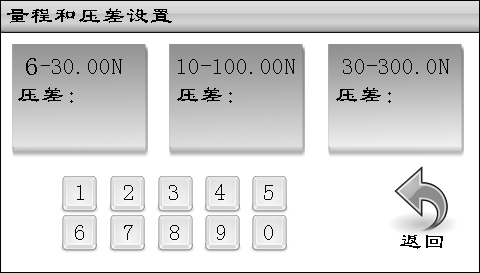 量程和压差设置
6-30.00N
压差:
10-100.00N
压差:
30-300.0N
压差:
1 2 3 4 5
6 7 8 9 0
返回